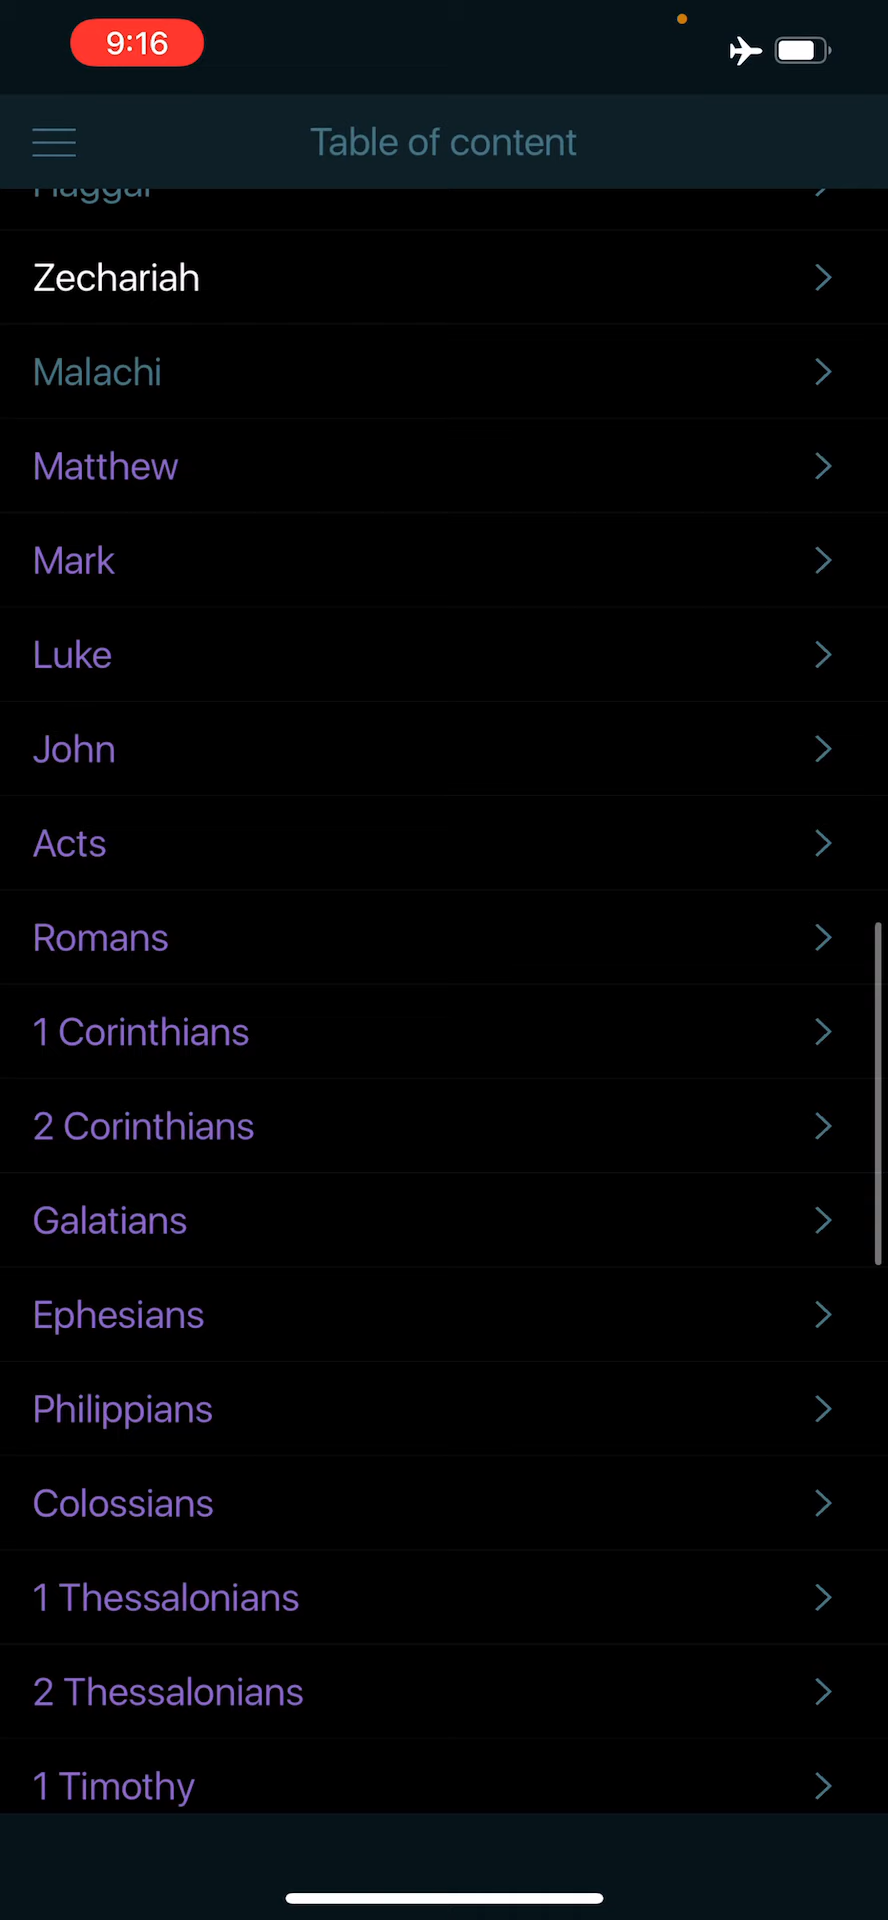 9:16
Table of content
Haggai
Zechariah
Malachi
Matthew
Mark
Luke
John
Acts
Romans
1 Corinthians
2 Corinthians
Galatians
Ephesians
Philippians
Colossians
1 Thessalonians
2 Thessalonians
1 Timothy